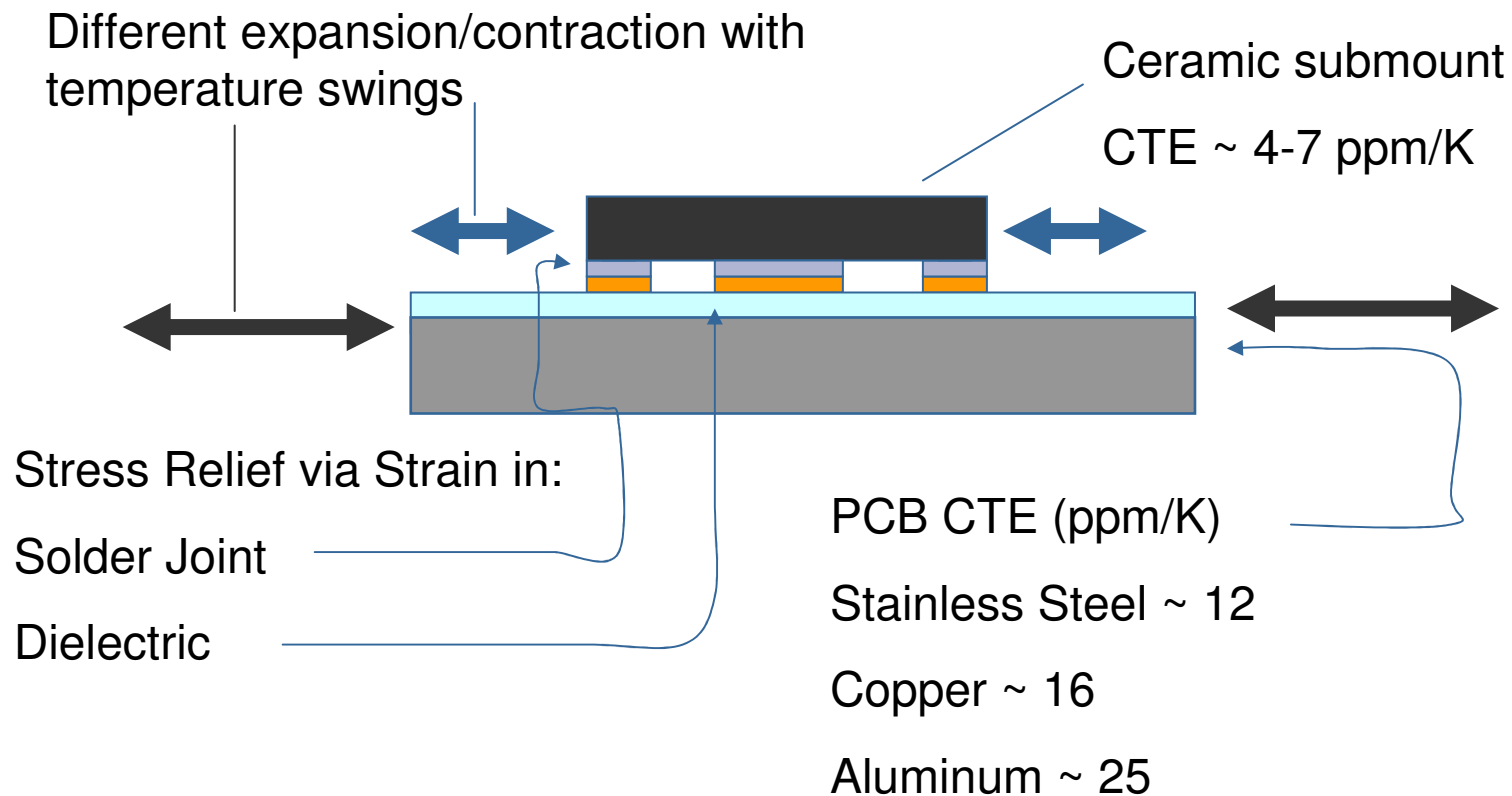 Different expansion/contraction with
temperature swings
Ceramic submount
CTE ~ 4-7 ppm/K
Stress Relief via Strain in:
Solder Joint
Dielectric
PCB CTE (ppm/K)
Stainless Steel ~ 12
Copper ~ 16
Aluminum ~ 25